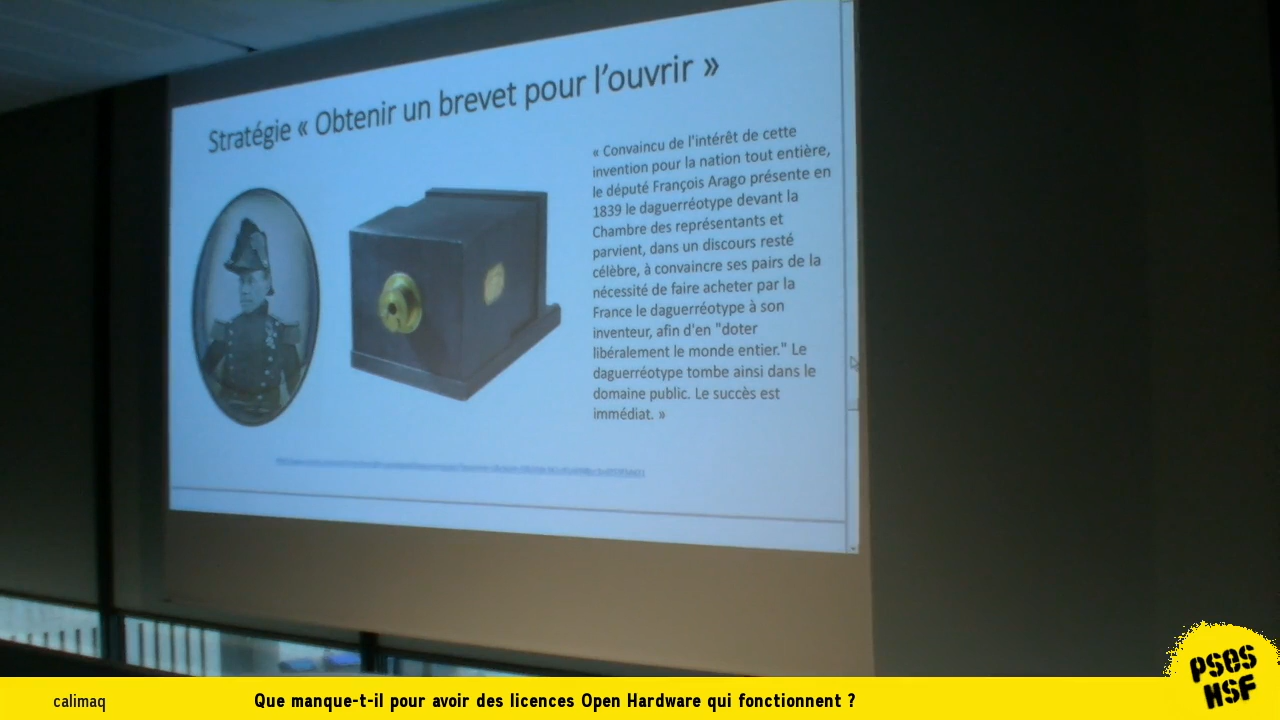 Stratégie « Obtenir un brevet pour l'ouvrir »
« Convaincu de l'intérêt de cette
invention pour la nation tout entière,
le député François Arago présente en
1839 le daguerréotype devant la
Chambre des représentants et
parvient, dans un discours resté
célèbre, à convaincre ses pairs de la
nécessité de faire acheter par la
France le daguerréotype à son
inventeur, afin d'en "doter
libéralement le monde entier." Le
daguerréotype tombe ainsi dans le
domaine public. Le succès est
immédiat. »
calimaq
Que manque-t-il pour avoir des licences Open Hardware qui fonctionnent ?
PSES
HSF